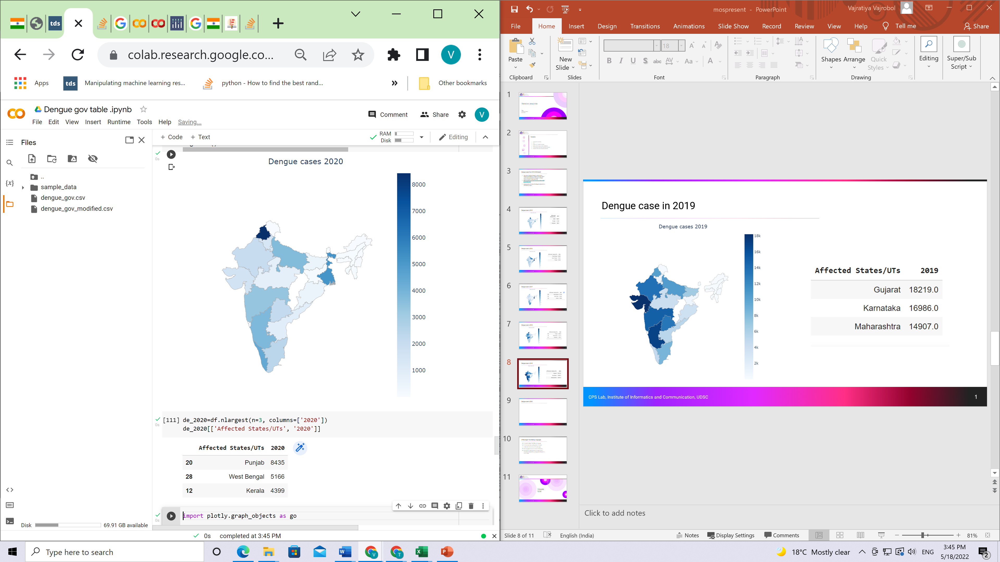 tds
colab.research.google.co...
V
Apps
tds
Manipulating machine learning res...
python - How to find the best rand...
»
Other bookmarks
Dengue gov table .ipynb
File Edit View Insert Runtime Tools Help Saving...
Comment
Share
V
Files
+ Code + Text
RAM
Disk
Editing
..
sample_data
dengue_gov.csv
dengue_gov_modified.csv
{x}
0s
Dengue cases 2020
8000
7000
6000
5000
4000
3000
2000
1000
0s
[111] de_2020=df.nlargest(n=3, columns=['2020'])
de_2020[['Affected States/UTs', '2020']]
Affected States/UTs 2020
20 Punjab 8435
28 West Bengal 5166
12 Kerala 4399
0s
import plotly.graph_objects as go
Disk 69.91 GB available
0s completed at 3:45 PM
mospresent - PowerPoint
Vajratiya Vajrobol
File Home Insert Design Transitions Animations Slide Show Record Review View Help Tell me Share
Paste
New
Slide
18
B I U S abc AV Aa A
Shapes Arrange Quick
Styles
Editing
Super/Sub
Script
Clipboard Slides Font Paragraph Drawing
1
2
3
4
5
6
7
8
9
10
11
Dengue case in 2019
Dengue cases 2019
18k
16k
14k
12k
10k
8k
6k
4k
2k
Affected States/UTs 2019
Gujarat 18219.0
Karnataka 16986.0
Maharashtra 14907.0
CPS Lab, Institute of Informatics and Communication, UDSC
1
Click to add notes
Slide 8 of 11 English (India) Notes Display Settings Comments 81%
Type here to search
18°C Mostly clear
ENG
3:45 PM
5/18/2022
2